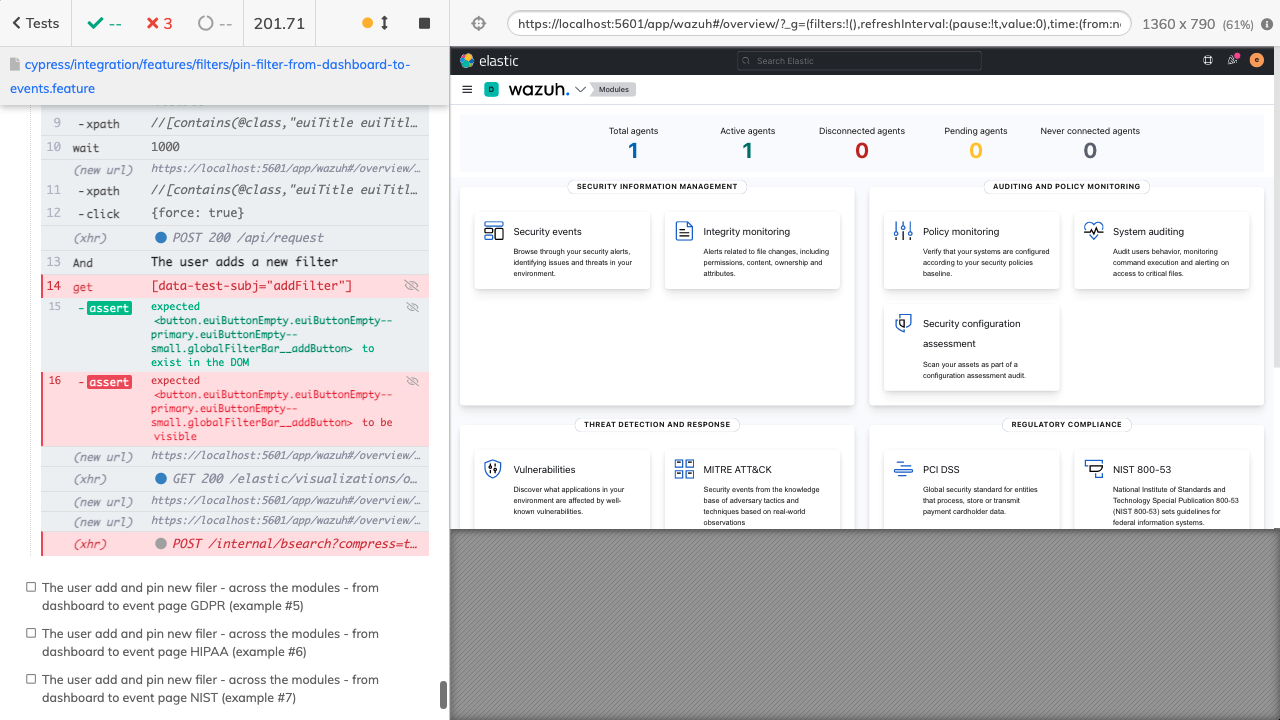 Tests
--
3
--
201.71
https://localhost:5601/app/wazuh#/overview/?_g=(filters:!(),refreshInterval:(pause:!t,value:0),time:(from:n
1360 x 790 (61%)
cypress/integration/features/filters/pin-filter-from-dashboard-to-
events.feature
9 -xpath //[contains(@class,"euiTitle euiTitl…
10 wait 1000
(new url) https://localhost:5601/app/wazuh#/overview/…
11 -xpath //[contains(@class,"euiTitle euiTitl…
12 -click {force: true}
(xhr) POST 200 /api/request
13 And The user adds a new filter
14 get [data-test-subj="addFilter"]
15 -assert expected
<button.euiButtonEmpty.euiButtonEmpty--
primary.euiButtonEmpty--
small.globalFilterBar__addButton> to
exist in the DOM
16 -assert expected
<button.euiButtonEmpty.euiButtonEmpty--
primary.euiButtonEmpty--
small.globalFilterBar__addButton> to be
visible
(new url) https://localhost:5601/app/wazuh#/overview/…
(xhr) GET 200 /elastic/visualizations/o…
(new url) https://localhost:5601/app/wazuh#/overview/…
(new url) https://localhost:5601/app/wazuh#/overview/…
(xhr) POST /internal/bsearch?compress=t…
The user add and pin new filer - across the modules - from
dashboard to event page GDPR (example #5)
The user add and pin new filer - across the modules - from
dashboard to event page HIPAA (example #6)
The user add and pin new filer - across the modules - from
dashboard to event page NIST (example #7)
elastic
Search Elastic
e
D
wazuh.
Modules
Total agents
1
Active agents
1
Disconnected agents
0
Pending agents
0
Never connected agents
0
SECURITY INFORMATION MANAGEMENT
Security events
Browse through your security alerts,
identifying issues and threats in your
environment.
Integrity monitoring
Alerts related to file changes, including
permissions, content, ownership and
attributes.
AUDITING AND POLICY MONITORING
Policy monitoring
Verify that your systems are configured
according to your security policies
baseline.
System auditing
Audit users behavior, monitoring
command execution and alerting on
access to critical files.
Security configuration
assessment
Scan your assets as part of a
configuration assessment audit.
THREAT DETECTION AND RESPONSE
Vulnerabilities
Discover what applications in your
environment are affected by well-
known vulnerabilities.
MITRE ATT&CK
Security events from the knowledge
base of adversary tactics and
techniques based on real-world
observations
REGULATORY COMPLIANCE
PCI DSS
Global security standard for entities
that process, store or transmit
payment cardholder data.
NIST 800-53
National Institute of Standards and
Technology Special Publication 800-53
(NIST 800-53) sets guidelines for
federal information systems.